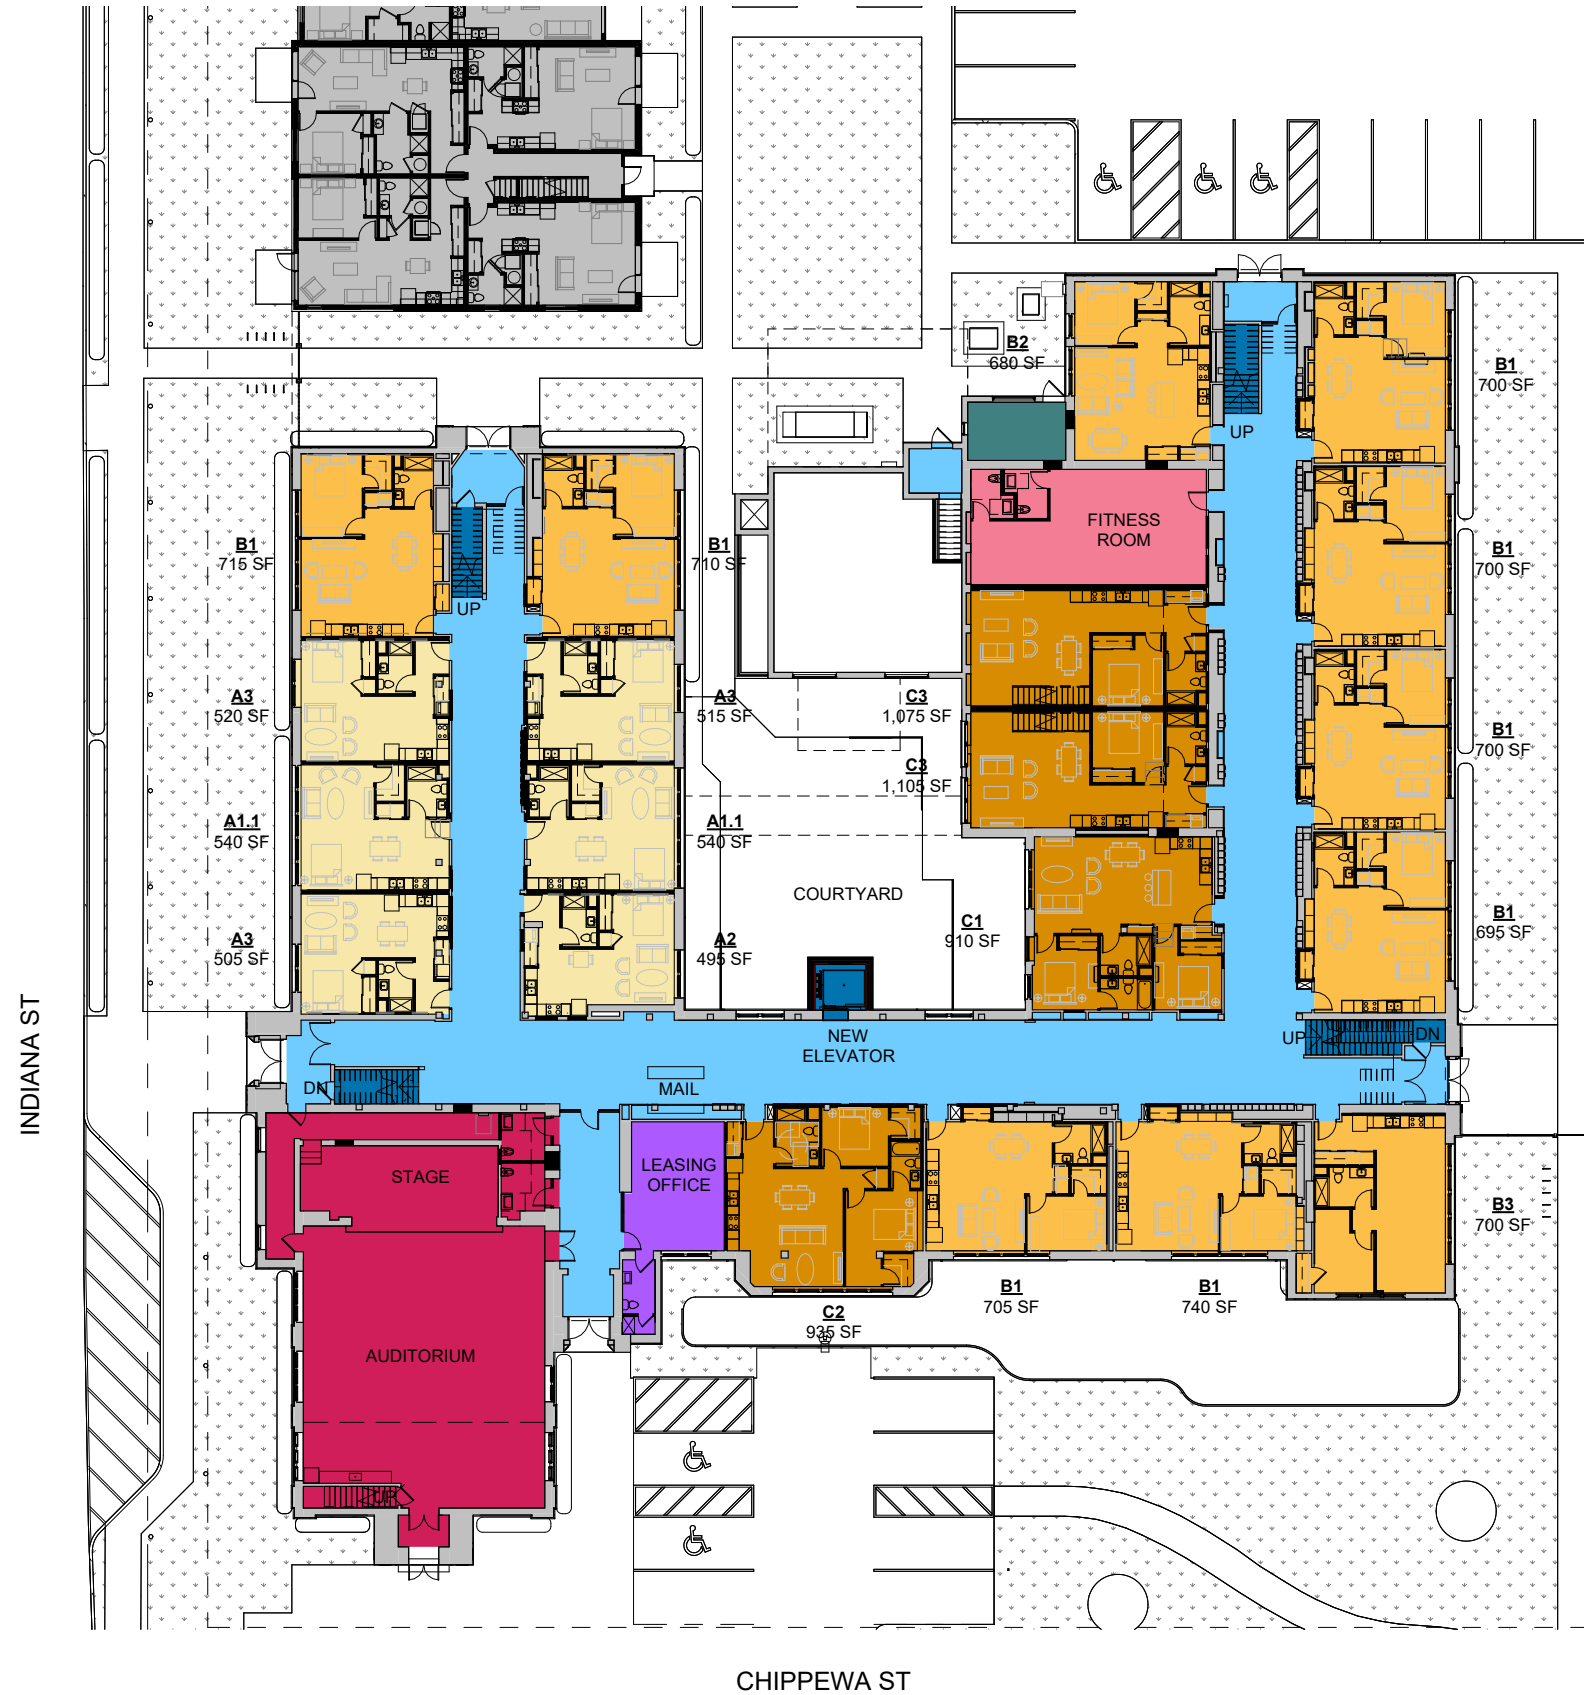 B2
680 SF
B1
700 SF
UP
FITNESS
ROOM
B1
715 SF
B1
710 SF
B1
700 SF
UP
A3
520 SF
A3
515 SF
C3
1,075 SF
B1
700 SF
C3
1,105 SF
A1.1
540 SF
A1.1
540 SF
COURTYARD
A3
505 SF
A2
495 SF
C1
910 SF
B1
695 SF
NEW
ELEVATOR
UP
DN
DN
MAIL
INDIANA ST
STAGE
LEASING
OFFICE
B3
700 SF
B1
705 SF
B1
740 SF
C2
935 SF
AUDITORIUM
UP
CHIPPEWA ST